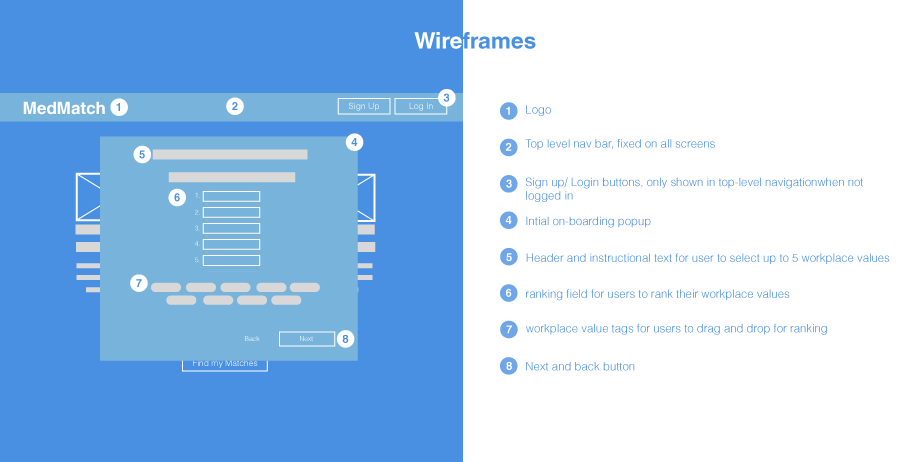 Wireframes
MedMatch 1
2
Sign Up
Log In
3
4
5
6
1.
2.
3.
4.
5.
7
Back
Next
8
Find my Matches
1 Logo
2 Top level nav bar, fixed on all screens
3 Sign up/ Login buttons, only shown in top-level navigationwhen not
logged in
4 Intial on-boarding popup
5 Header and instructional text for user to select up to 5 workplace values
6 ranking field for users to rank their workplace values
7 workplace value tags for users to drag and drop for ranking
8 Next and back button